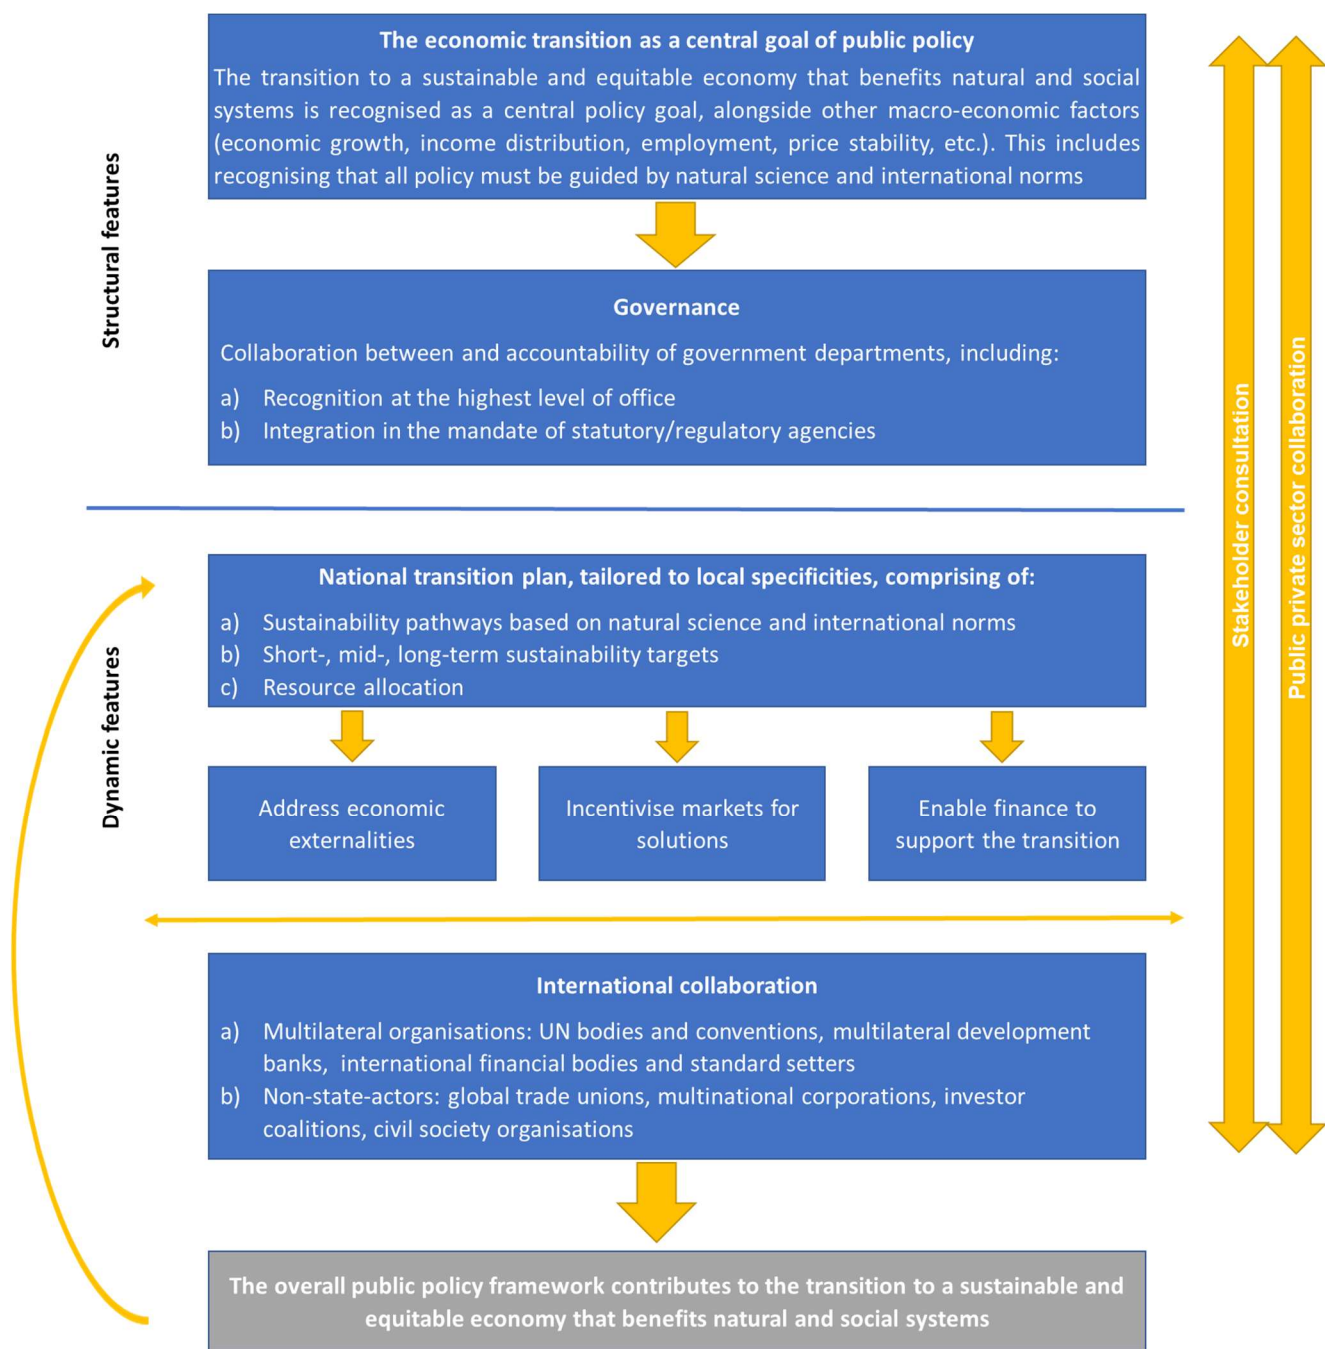 The economic transition as a central goal of public policy
The transition to a sustainable and equitable economy that benefits natural and social
systems is recognised as a central policy goal, alongside other macro-economic factors
(economic growth, income distribution, employment, price stability, etc.). This includes
recognising that all policy must be guided by natural science and international norms
Structural features
Governance
Collaboration between and accountability of government departments, including:
a) Recognition at the highest level of office
b) Integration in the mandate of statutory/regulatory agencies
Stakeholder consultation
Public private sector collaboration
National transition plan, tailored to local specificities, comprising of:
a) Sustainability pathways based on natural science and international norms
b) Short-, mid-, long-term sustainability targets
c) Resource allocation
Dynamic features
Address economic
externalities
Incentivise markets for
solutions
Enable finance to
support the transition
International collaboration
a) Multilateral organisations: UN bodies and conventions, multilateral development
banks, international financial bodies and standard setters
b) Non-state-actors: global trade unions, multinational corporations, investor
coalitions, civil society organisations
The overall public policy framework contributes to the transition to a sustainable and
equitable economy that benefits natural and social systems